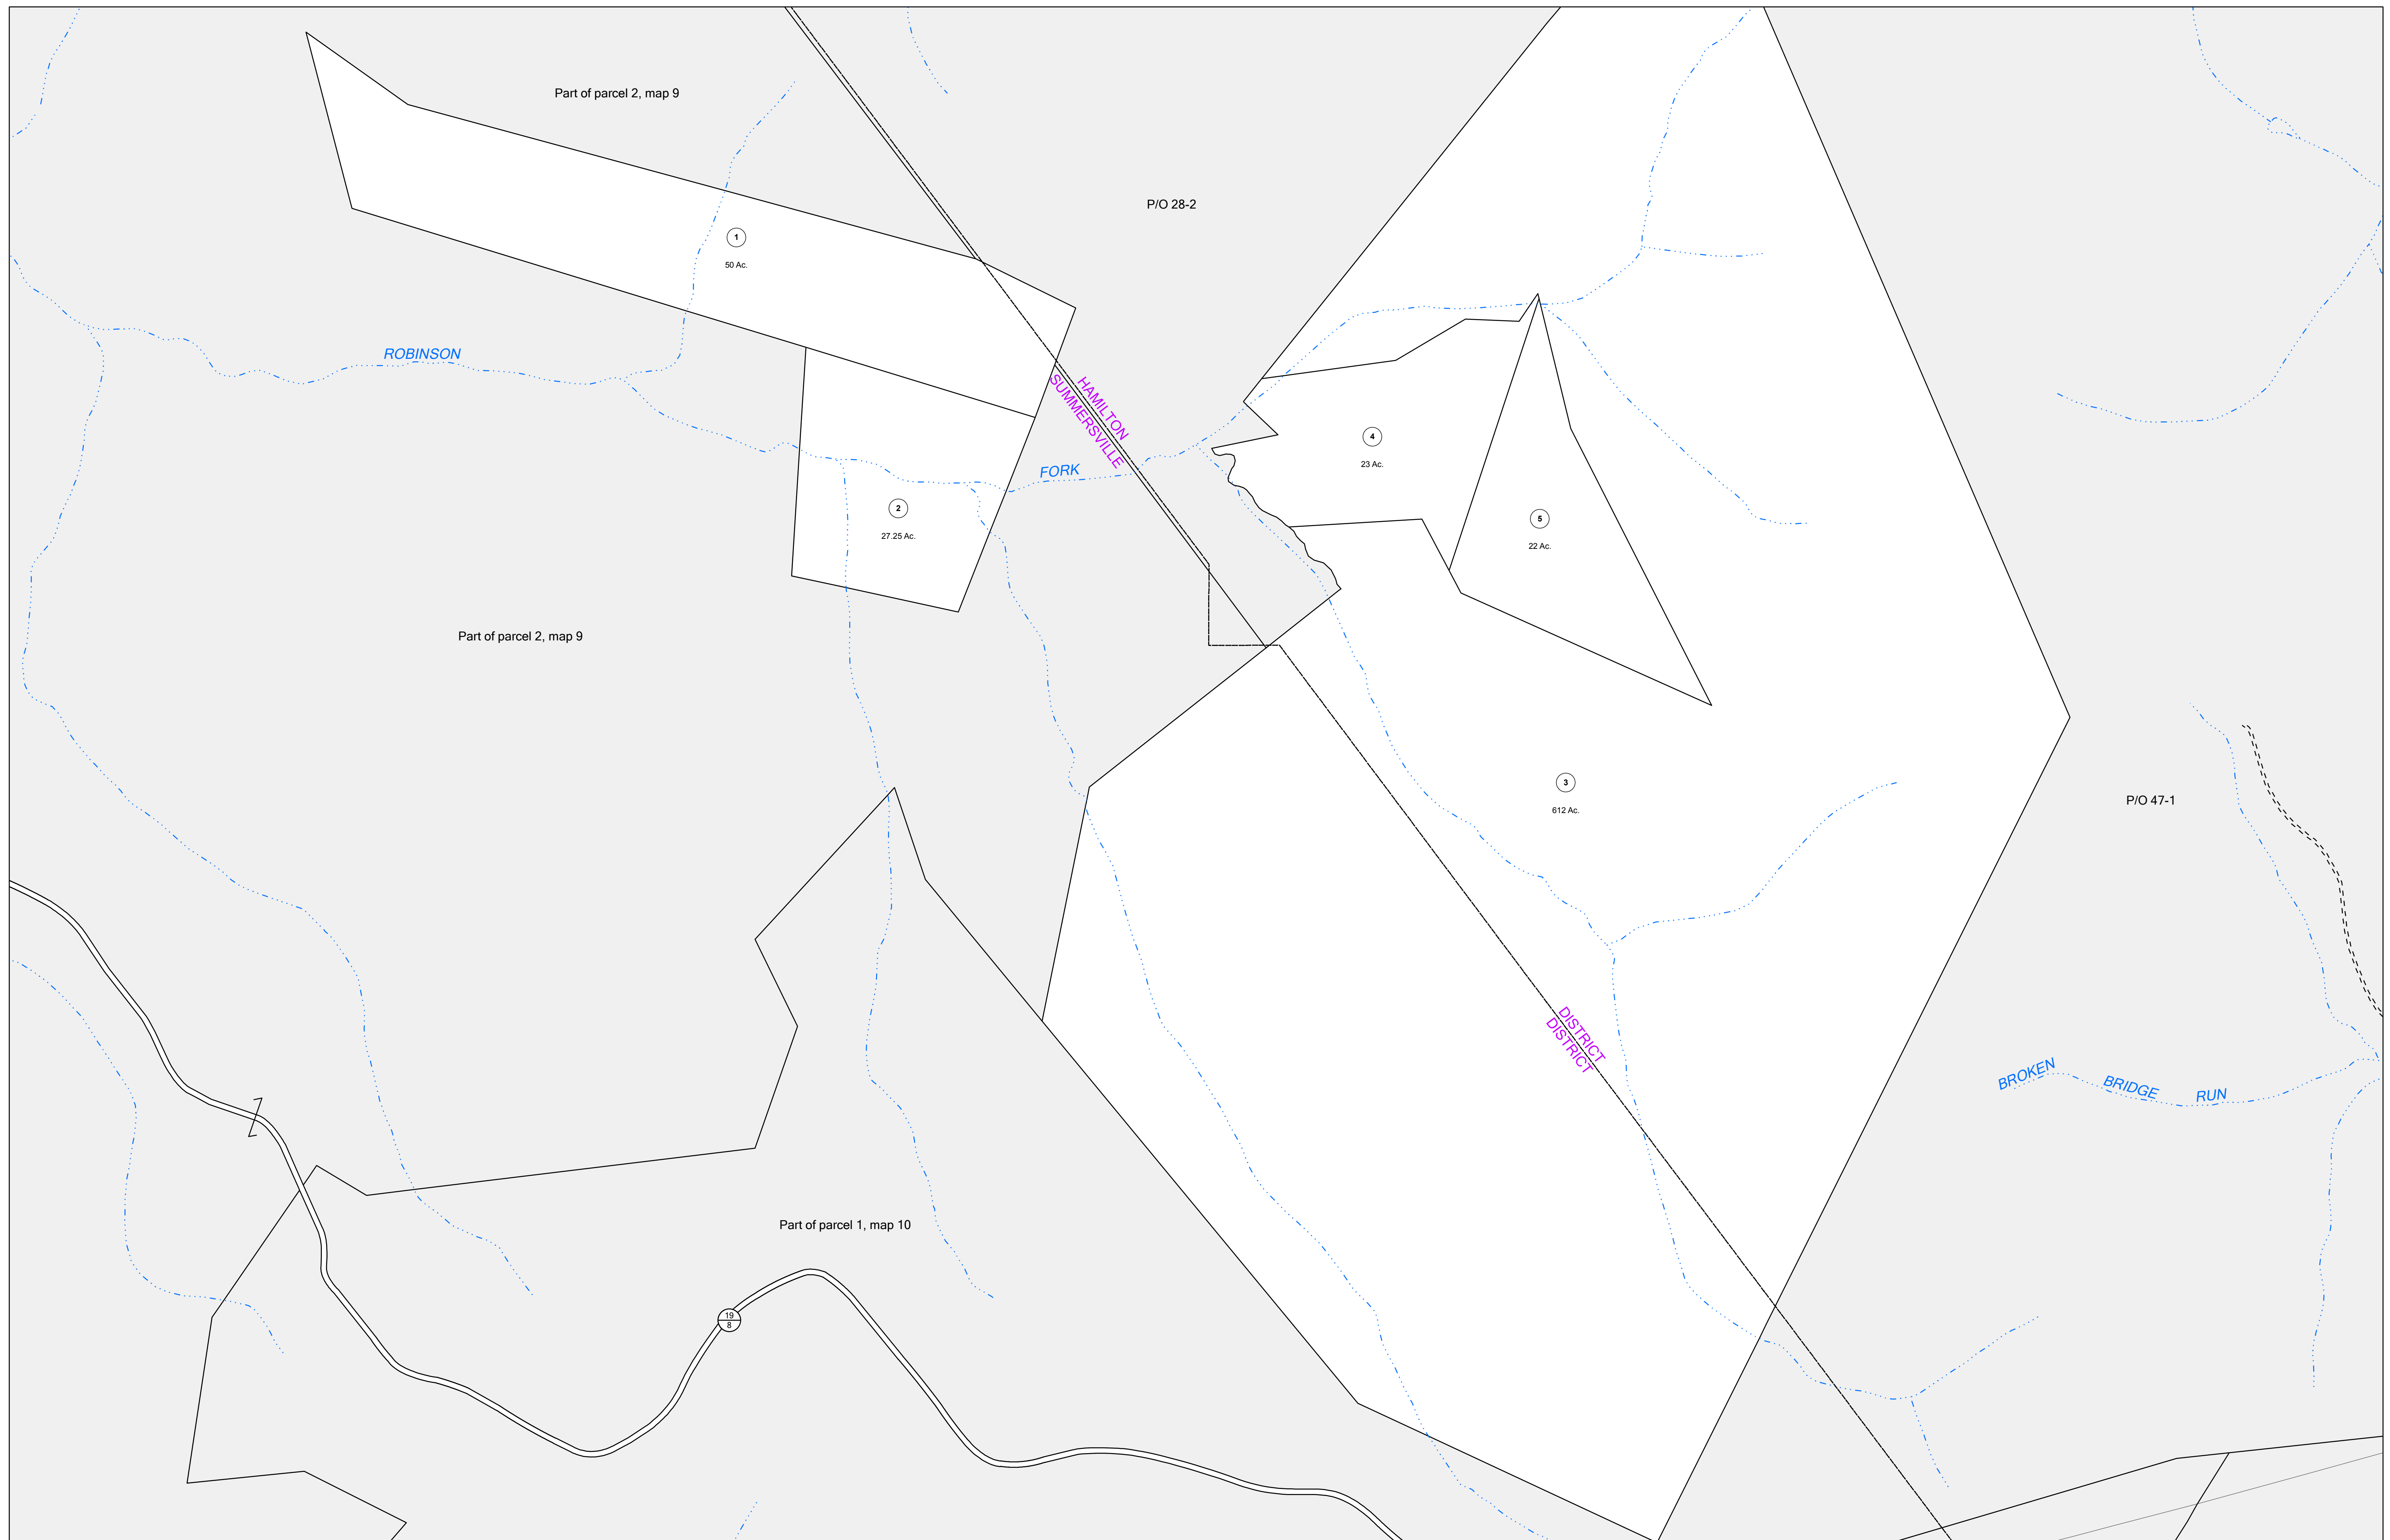 Part of parcel 2, map 9
P/O 28-2
1
50 Ac.
ROBINSON
HAMILTON
SUMMERSVILLE
FORK
4
23 Ac.
2
27.25 Ac.
5
22 Ac.
Part of parcel 2, map 9
3
612 Ac.
P/O 47-1
DISTRICT
DISTRICT
BROKEN BRIDGE RUN
Part of parcel 1, map 10
19
8